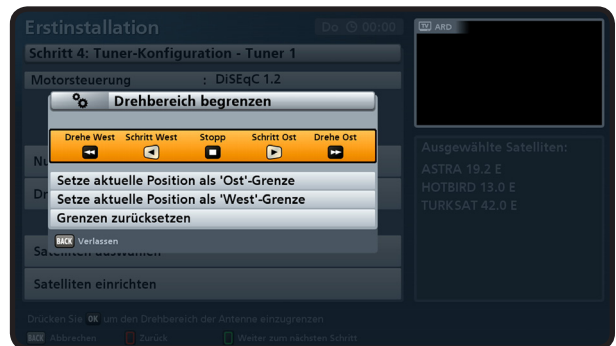 Erstinstallation
Do 00:00
TV ARD
Schritt 4: Tuner-Konfiguration - Tuner 1
Motorsteuerung : DiSEqC 1.2
Drehbereich begrenzen
Drehe West Schritt West Stopp Schritt Ost Drehe Ost
Setze aktuelle Position als 'Ost'-Grenze
Setze aktuelle Position als 'West'-Grenze
Grenzen zurücksetzen
BACK Verlassen
Satelliten auswählen
Satelliten einrichten
Ausgewählte Satelliten:
ASTRA 19.2 E
HOTBIRD 13.0 E
TURKSAT 42.0 E
Drücken Sie OK um den Drehbereich der Antenne einzugrenzen
BACK Abbrechen Zurück Weiter zum nächsten Schritt